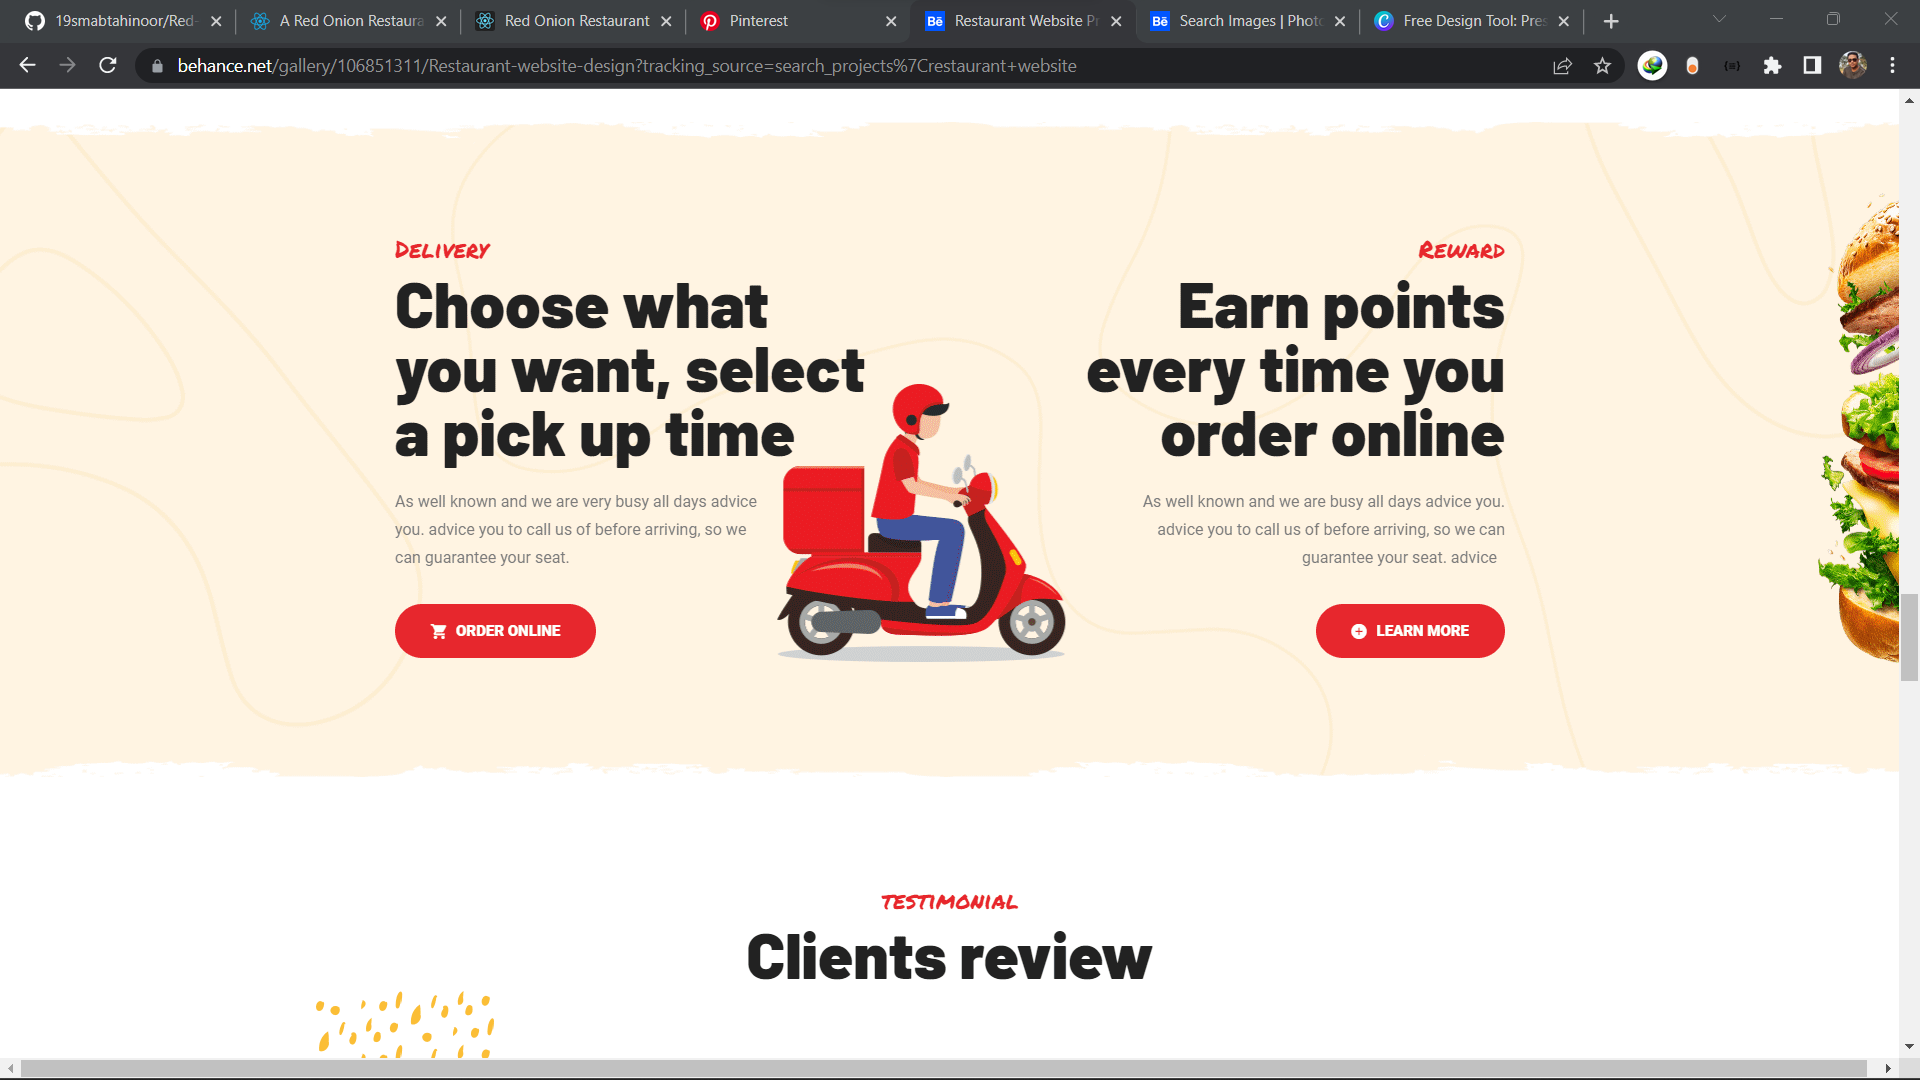 19smabtahinoor/Red-
A Red Onion Restaura
Red Onion Restaurant
Pinterest
Restaurant Website Pr
Search Images | Photo
Free Design Tool: Pres
behance.net/gallery/106851311/Restaurant-website-design?tracking_source=search_projects%7Crestaurant+website
Delivery
Choose what
you want, select
a pick up time
As well known and we are very busy all days advice
you. advice you to call us of before arriving, so we
can guarantee your seat.
ORDER ONLINE
Reward
Earn points
every time you
order online
As well known and we are busy all days advice you.
advice you to call us of before arriving, so we can
guarantee your seat. advice
LEARN MORE
TESTIMONIAL
Clients review